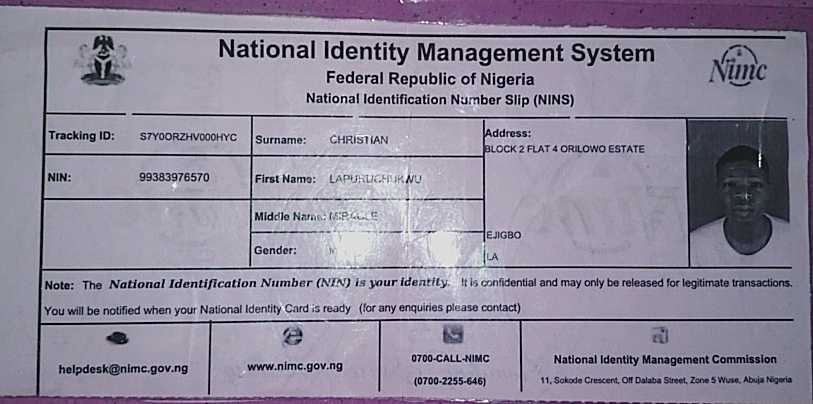 National Identity Management System
Federal Republic of Nigeria
National Identification Number Slip (NINS)
Nimc
Tracking ID: S7Y0ORZHV000HYC
Surname: CHRISTIAN
Address:
BLOCK 2 FLAT 4 ORILOWO ESTATE
NIN: 99383976570
First Name:
Middle Name: MIRACLE
EJIGBO
Gender:
LA
Note: The National Identification Number (NIN) is your identity. It is confidential and may only be released for legitimate transactions.
You will be notified when your National Identity Card is ready (for any enquiries please contact)
helpdesk@nimc.gov.ng
www.nimc.gov.ng
0700-CALL-NIMC
(0700-2255-646)
National Identity Management Commission
11, Sokode Crescent, Off Dalaba Street, Zone 5 Wuse, Abuja Nigeria